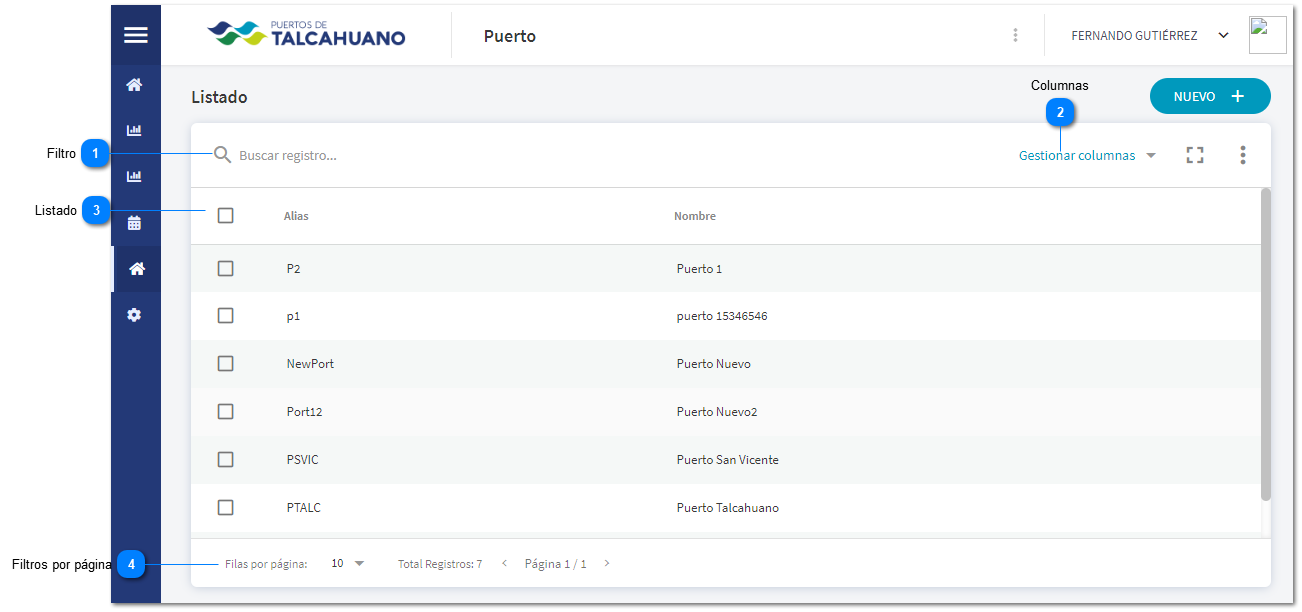 PUERTOS DE
TALCAHUANO
Puerto
FERNANDO GUTIÉRREZ
Listado
Columnas
2
NUEVO +
Filtro 1
Buscar registro...
Gestionar columnas
Listado 3
Alias Nombre
P2 Puerto 1
p1 puerto 15346546
NewPort Puerto Nuevo
Port12 Puerto Nuevo2
PSVIC Puerto San Vicente
PTALC Puerto Talcahuano
Filtros por página 4
Filas por página: 10 Total Registros: 7 < Página 1 / 1 >